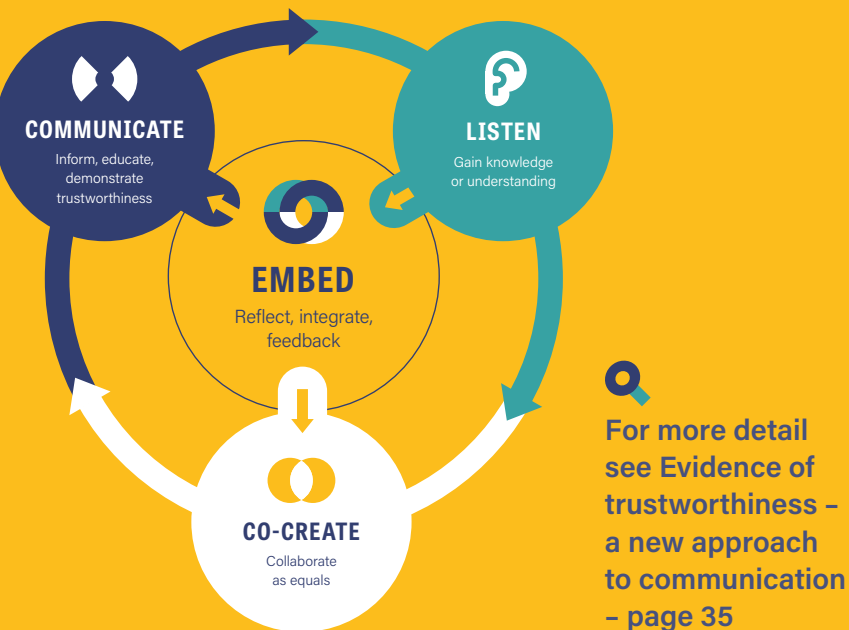 COMMUNICATE
Inform, educate,
demonstrate
trustworthiness
LISTEN
Gain knowledge
or understanding
EMBED
Reflect, integrate,
feedback
CO-CREATE
Collaborate
as equals
For more detail
see Evidence of
trustworthiness –
a new approach
to communication
– page 35